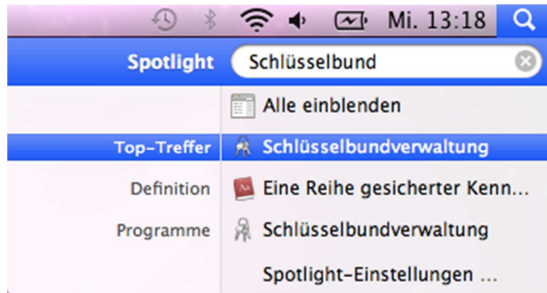 Mi. 13:18
Spotlight Schlüsselbund
Alle einblenden
Top-Treffer Schlüsselbundverwaltung
Definition Eine Reihe gesicherter Kenn...
Programme Schlüsselbundverwaltung
Spotlight-Einstellungen ...